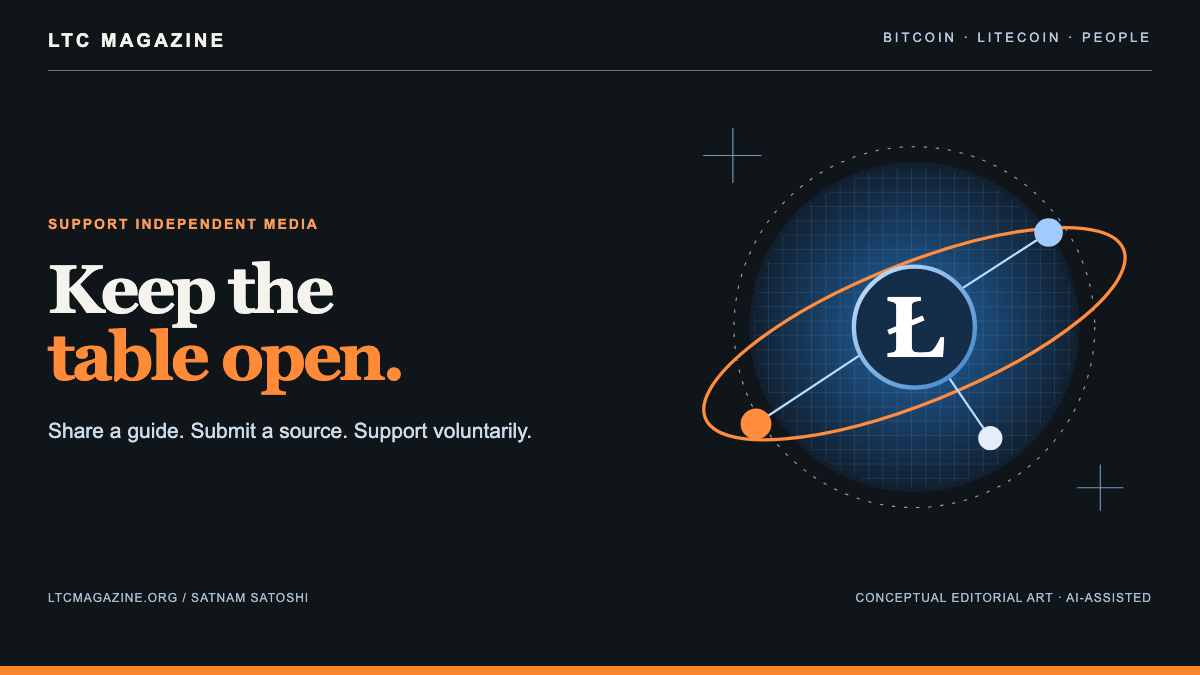 LTC MAGAZINE
BITCOIN · LITECOIN · PEOPLE
SUPPORT INDEPENDENT MEDIA
Keep the
table open.
Share a guide. Submit a source. Support voluntarily.
Ł
LTCMAGAZINE.ORG / SATNAM SATOSHI
CONCEPTUAL EDITORIAL ART · AI-ASSISTED